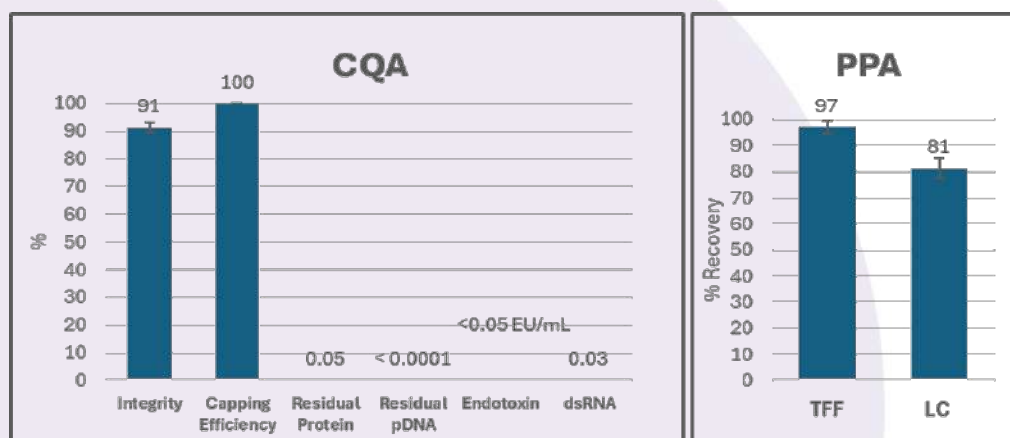 CQA
100
91
100
90
80
70
60
50
40
30
20
10
0
%
<0.05 EU/mL
0.05
<0.0001
0.03
Integrity
Capping
Efficiency
Residual
Protein
Residual
pDNA
Endotoxin
dsRNA
PPA
97
81
100
90
80
70
60
50
40
30
20
10
0
% Recovery
TFF
LC